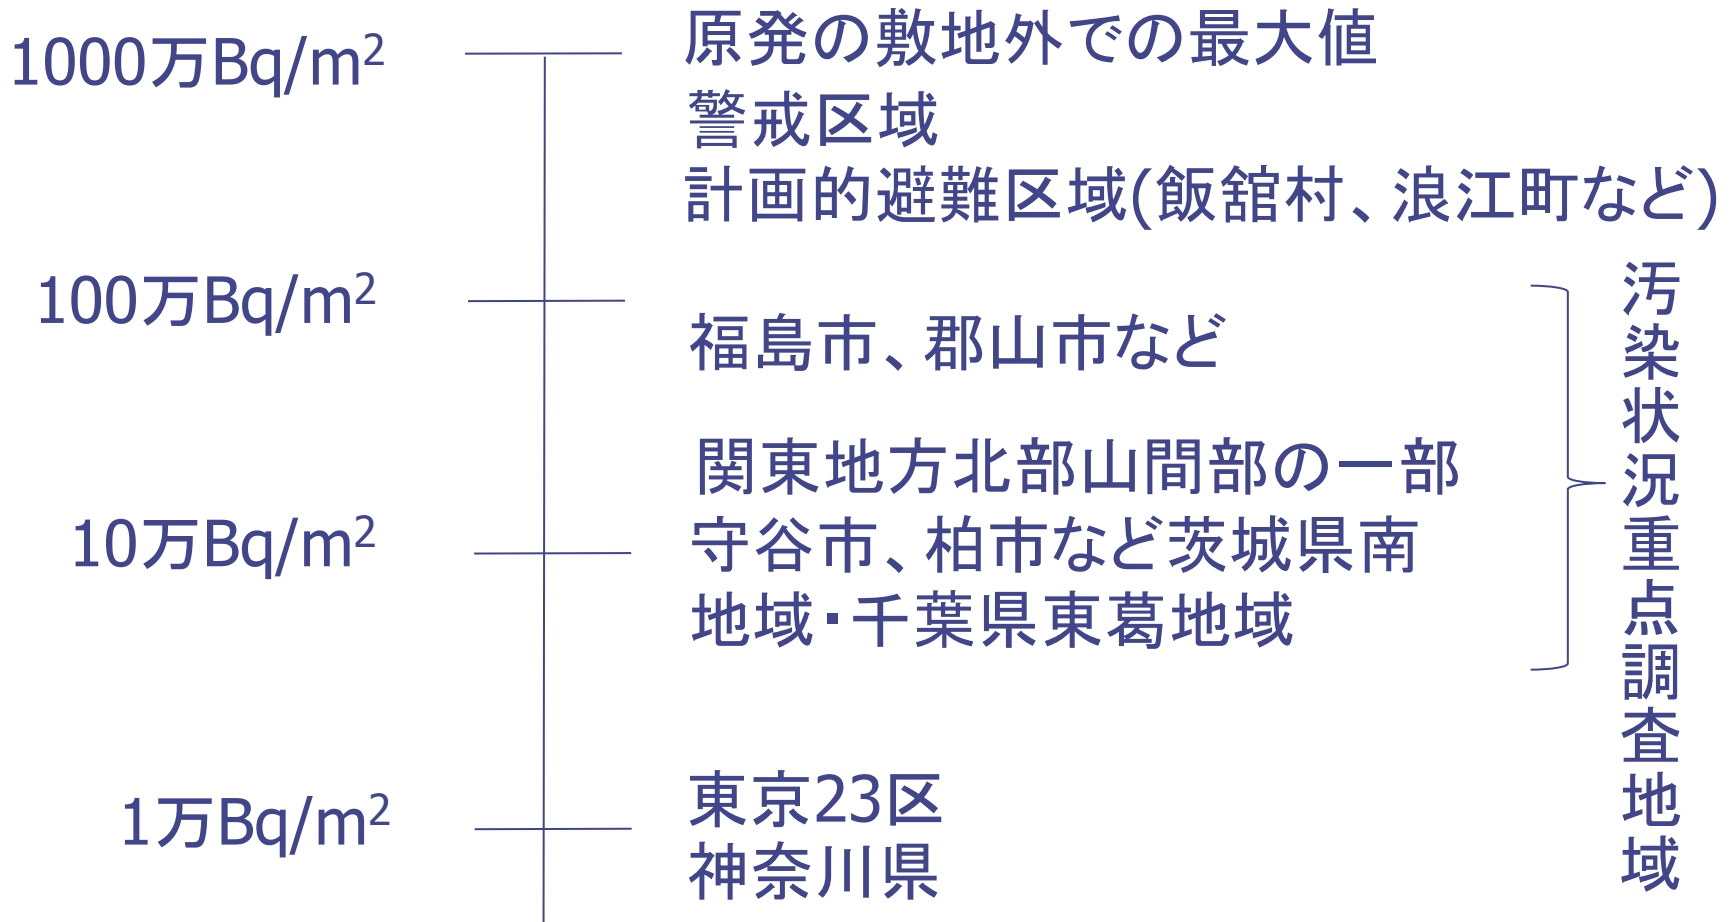 1000万Bq/m²
原発の敷地外での最大値
警戒区域
計画的避難区域(飯舘村、浪江町など)
100万Bq/m²
福島市、郡山市など
関東地方北部山間部の一部
10万Bq/m²
守谷市、柏市など茨城県南
地域・千葉県東葛地域
1万Bq/m²
東京23区
神奈川県
汚染状況重点調査地域